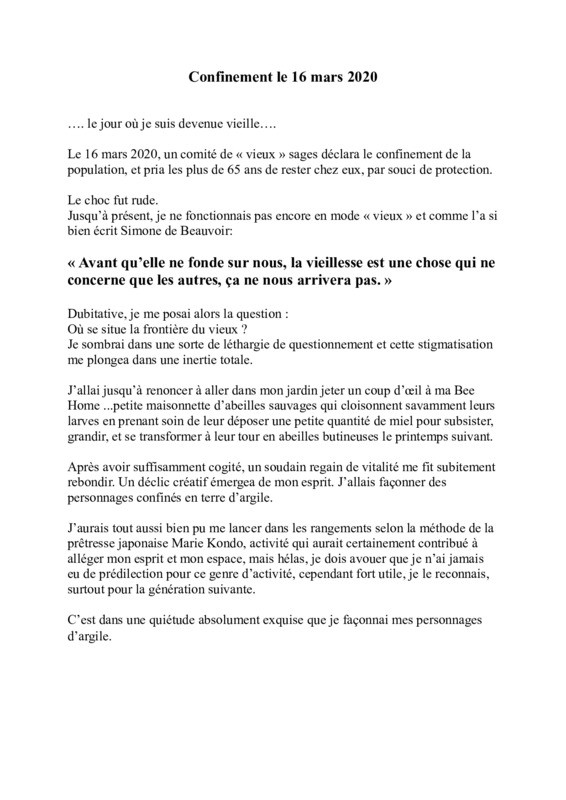 Confinement le 16 mars 2020
…. le jour où je suis devenue vieille….
Le 16 mars 2020, un comité de « vieux » sages déclara le confinement de la
population, et pria les plus de 65 ans de rester chez eux, par souci de protection.
Le choc fut rude.
Jusqu’à présent, je ne fonctionnais pas encore en mode « vieux » et comme l’a si
bien écrit Simone de Beauvoir:
« Avant qu’elle ne fonde sur nous, la vieillesse est une chose qui ne
concerne que les autres, ça ne nous arrivera pas. »
Dubitative, je me posai alors la question :
Où se situe la frontière du vieux ?
Je sombrai dans une sorte de léthargie de questionnement et cette stigmatisation
me plongea dans une inertie totale.
J’allai jusqu’à renoncer à aller dans mon jardin jeter un coup d’œil à ma Bee
Home ...petite maisonnette d’abeilles sauvages qui cloisonnent savamment leurs
larves en prenant soin de leur déposer une petite quantité de miel pour subsister,
grandir, et se transformer à leur tour en abeilles butineuses le printemps suivant.
Après avoir suffisamment cogité, un soudain regain de vitalité me fit subitement
rebondir. Un déclic créatif émergea de mon esprit. J’allais façonner des
personnages confinés en terre d’argile.
J’aurais tout aussi bien pu me lancer dans les rangements selon la méthode de la
prêtresse japonaise Marie Kondo, activité qui aurait certainement contribué à
alléger mon esprit et mon espace, mais hélas, je dois avouer que je n’ai jamais
eu de prédilection pour ce genre d’activité, cependant fort utile, je le reconnais,
surtout pour la génération suivante.
C’est dans une quiétude absolument exquise que je façonnai mes personnages
d’argile.